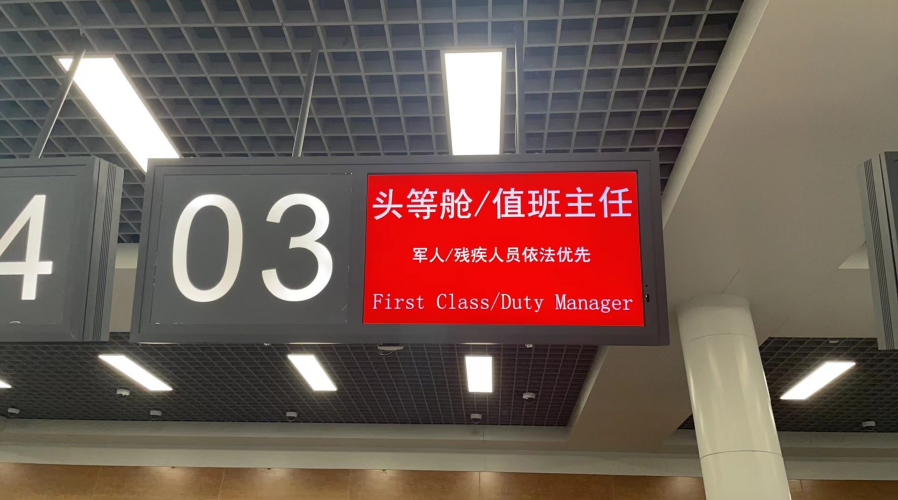 4
03
头等舱/值班主任
军人/残疾人员依法优先
First Class/Duty Manager